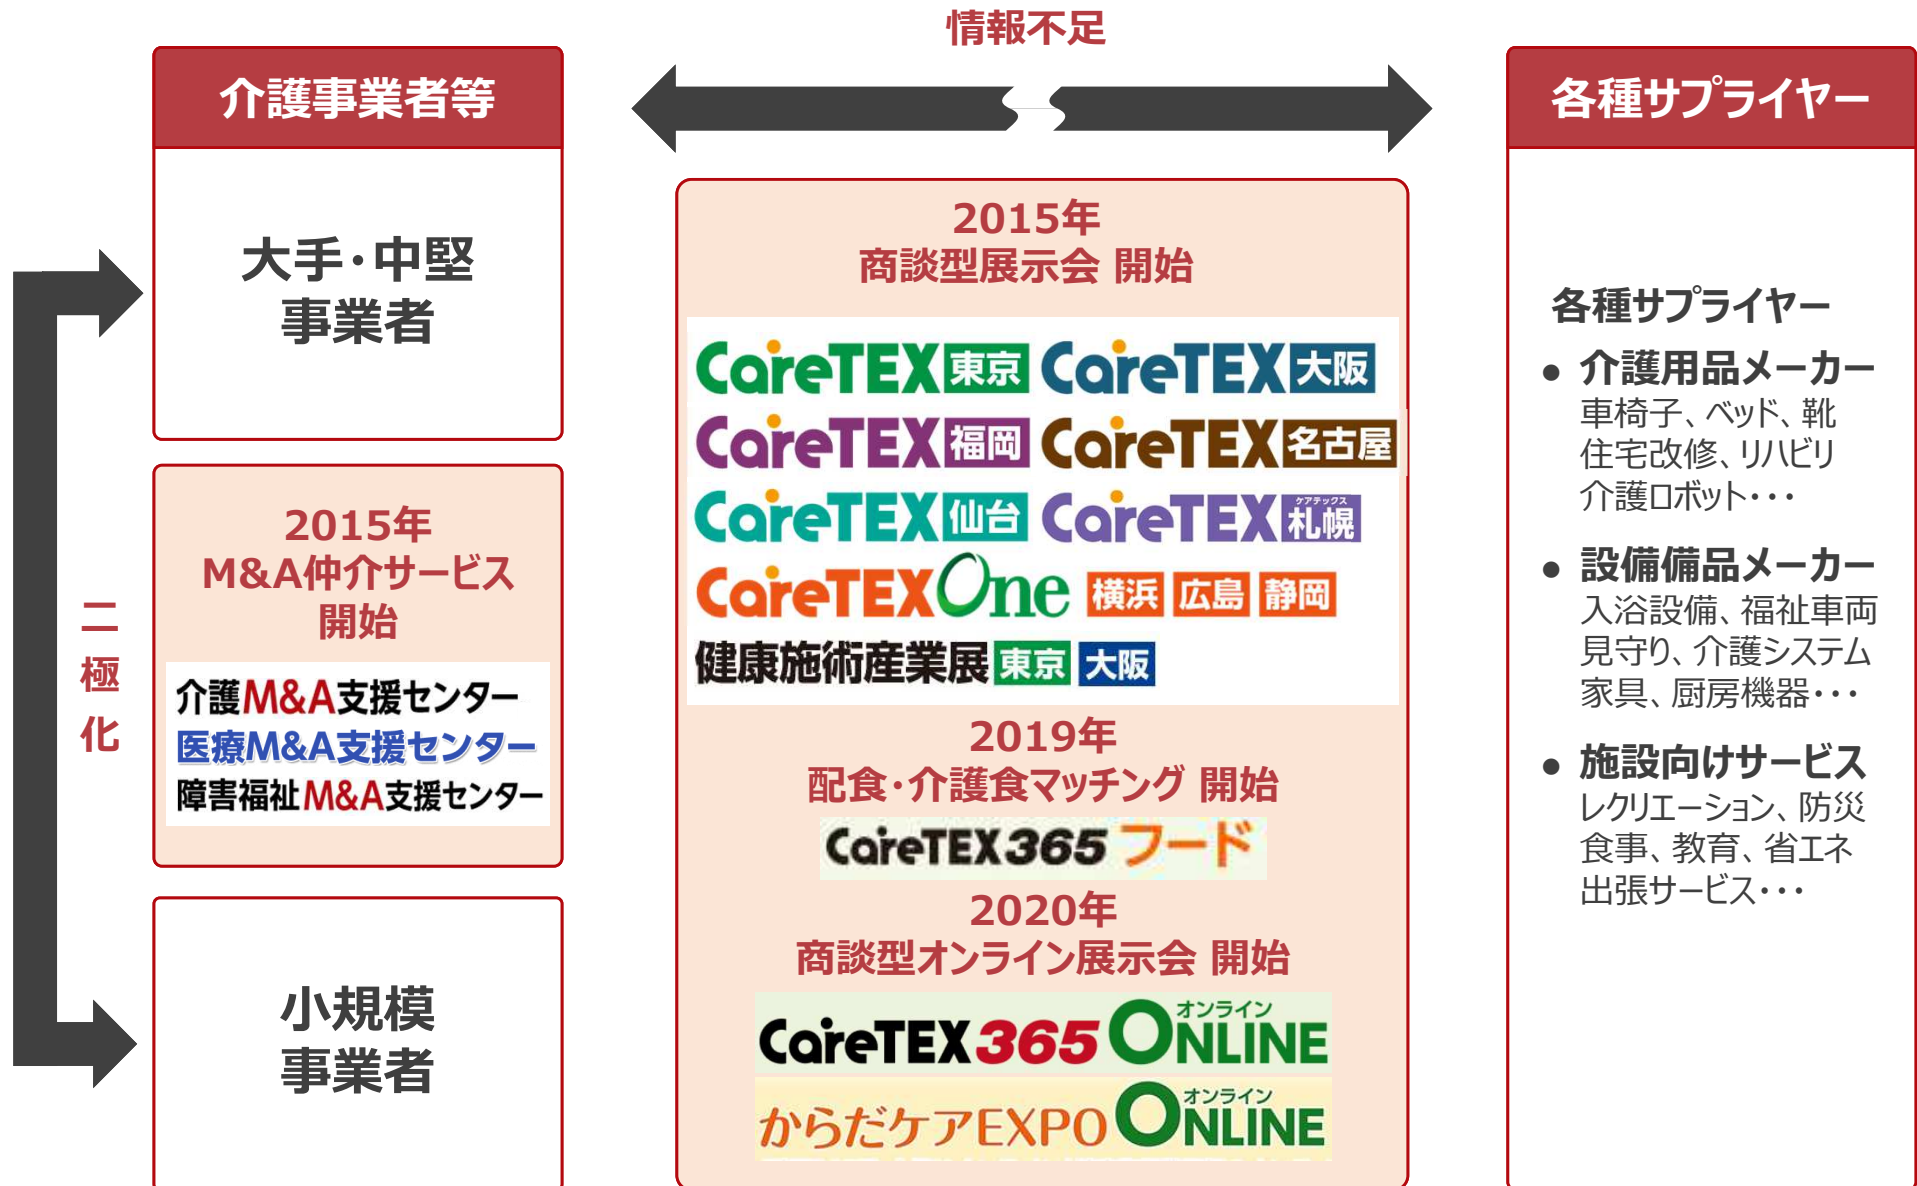 情報不足
介護事業者等
大手・中堅
事業者
2015年
M&A仲介サービス
開始
介護M&A支援センター
医療M&A支援センター
障害福祉M&A支援センター
小規模
事業者
二
極
化
2015年
商談型展示会 開始
CareTEX東京 CareTEX大阪
CareTEX福岡 CareTEX名古屋
ケアテックス
CareTEX仙台 CareTEX札幌
CareTEXOne 横浜 広島 静岡
健康施術産業展 東京 大阪
2019年
配食・介護食マッチング 開始
CareTEX365 フード
2020年
商談型オンライン展示会 開始
オンライン
CareTEX365 ONLINE
オンライン
からだケアEXPO ONLINE
各種サプライヤー
各種サプライヤー
● 介護用品メーカー
車椅子、ベッド、靴
住宅改修、リハビリ
介護ロボット・・・
● 設備備品メーカー
入浴設備、福祉車両
見守り、介護システム
家具、厨房機器・・・
● 施設向けサービス
レクリエーション、防災
食事、教育、省エネ
出張サービス・・・